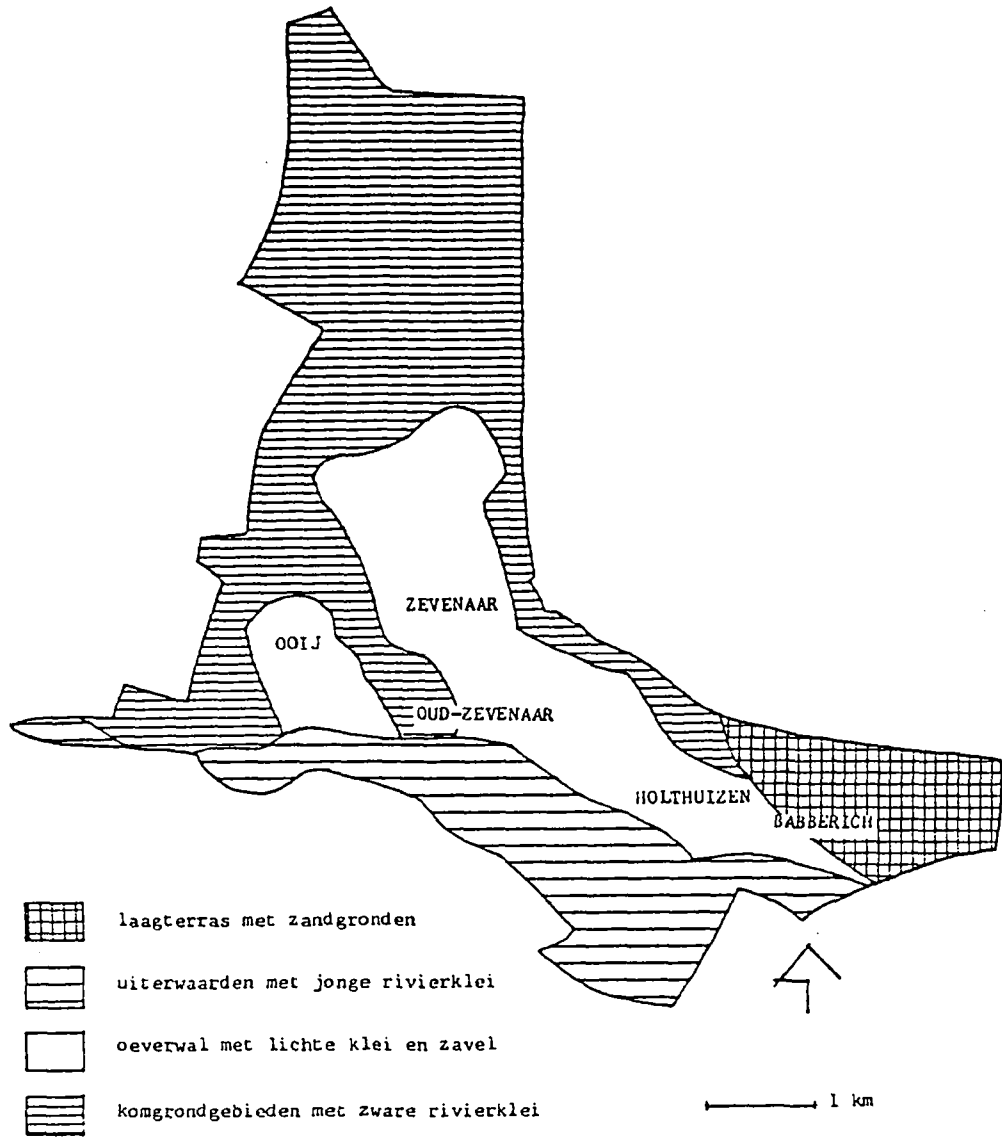 ZEVENAAR
OOIJ
OUD-ZEVENAAR
HOLTHUIZEN
BABBERICH
laagterras met zandgronden
uiterwaarden met jonge rivierklei
oeverwal met lichte klei en zavel
komgrondgebieden met zware rivierklei
1 km